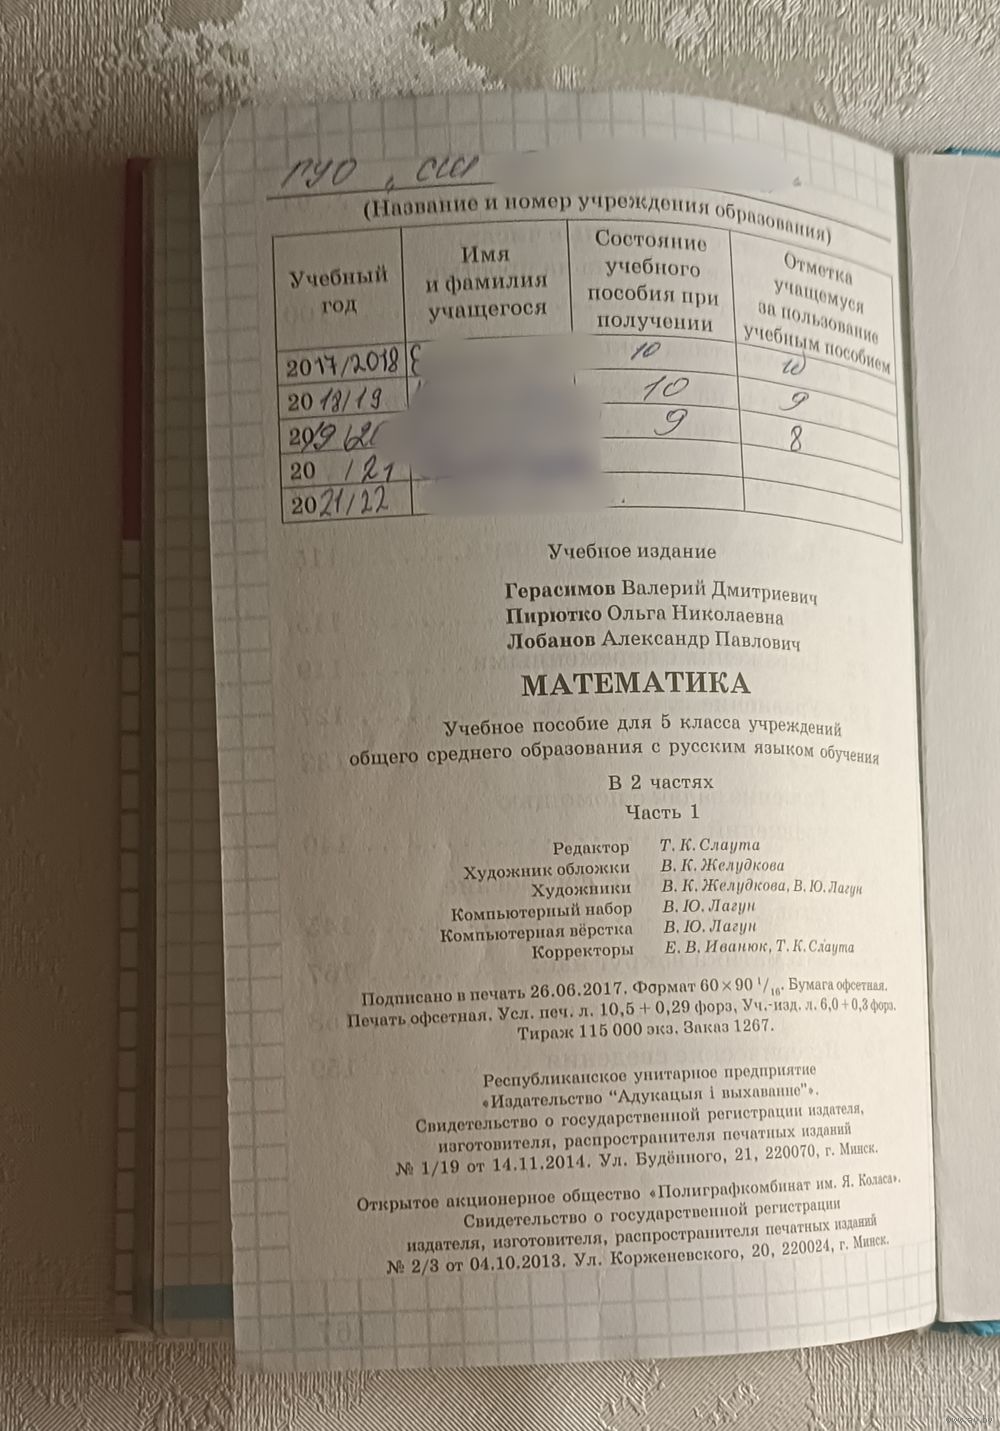 ГУО „СШ
(Название и номер учреждения образования)
Учебный год
Имя и фамилия учащегося
Состояние учебного пособия при получении
Отметка учащемуся за пользование учебным пособием
2017/2018 10 10
2018/19 10 9
2019/20 9 8
20 /21
2021/22
Учебное издание
Герасимов Валерий Дмитриевич
Пирютко Ольга Николаевна
Лобанов Александр Павлович
МАТЕМАТИКА
Учебное пособие для 5 класса учреждений
общего среднего образования с русским языком обучения
В 2 частях
Часть 1
Редактор Т. К. Слаута
Художник обложки В. К. Желудкова
Художники В. К. Желудкова, В. Ю. Лагун
Компьютерный набор В. Ю. Лагун
Компьютерная вёрстка В. Ю. Лагун
Корректоры Е. В. Иванюк, Т. К. Слаута
Подписано в печать 26.06.2017. Формат 60×90 1/16. Бумага офсетная.
Печать офсетная. Усл. печ. л. 10,5 + 0,29 форз. Уч.-изд. л. 6,0 + 0,3 форз.
Тираж 115 000 экз. Заказ 1267.
Республиканское унитарное предприятие
«Издательство “Адукацыя і выхаванне”».
Свидетельство о государственной регистрации издателя,
изготовителя, распространителя печатных изданий
№ 1/19 от 14.11.2014. Ул. Будённого, 21, 220070, г. Минск.
Открытое акционерное общество «Полиграфкомбинат им. Я. Коласа».
Свидетельство о государственной регистрации
издателя, изготовителя, распространителя печатных изданий
№ 2/3 от 04.10.2013. Ул. Корженевского, 20, 220024, г. Минск.